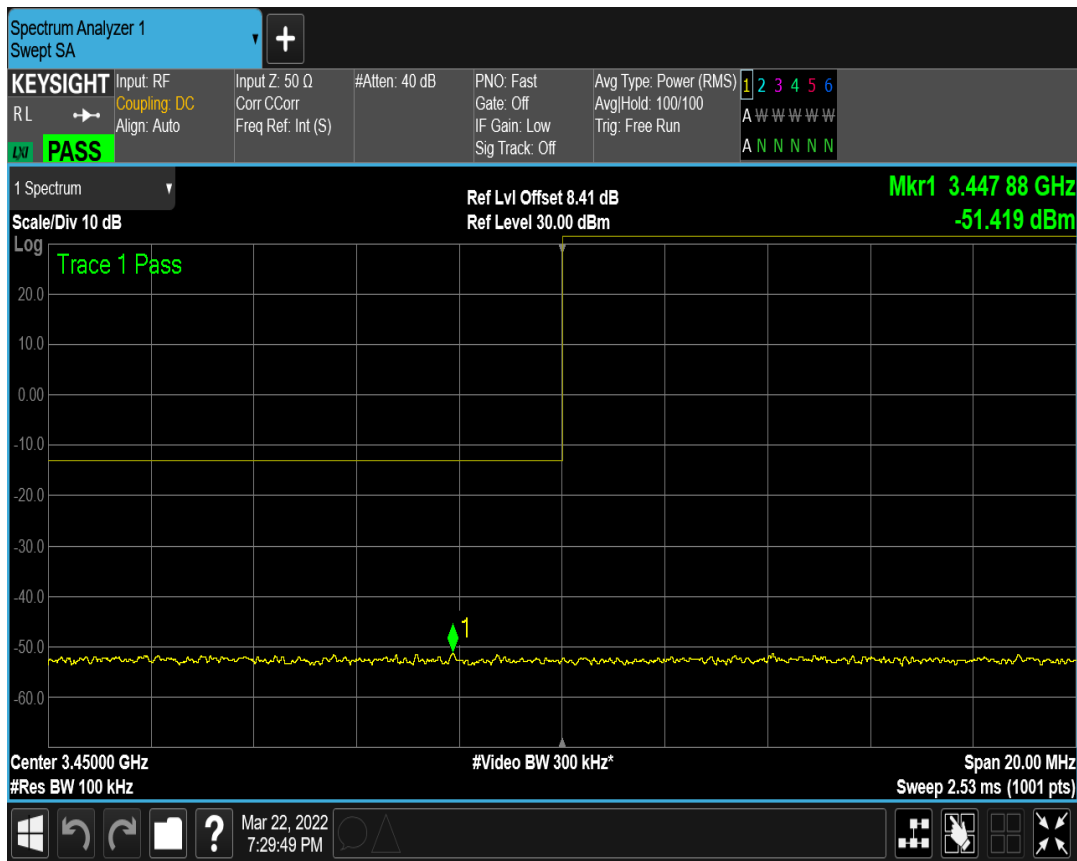 Spectrum Analyzer 1
Swept SA
+
KEYSIGHT
RL
LXI PASS
Input: RF
Coupling: DC
Align: Auto
Input Z: 50 Ω
Corr CCorr
Freq Ref: Int (S)
#Atten: 40 dB
PNO: Fast
Gate: Off
IF Gain: Low
Sig Track: Off
Avg Type: Power (RMS)
Avg|Hold: 100/100
Trig: Free Run
1 2 3 4 5 6
A W W W W W
A N N N N N
1 Spectrum
Scale/Div 10 dB
Ref Lvl Offset 8.41 dB
Ref Level 30.00 dBm
Mkr1 3.447 88 GHz
-51.419 dBm
Log
Trace 1 Pass
20.0
10.0
0.00
-10.0
-20.0
-30.0
-40.0
1
-50.0
-60.0
Center 3.45000 GHz
#Res BW 100 kHz
#Video BW 300 kHz*
Span 20.00 MHz
Sweep 2.53 ms (1001 pts)
?
Mar 22, 2022
7:29:49 PM